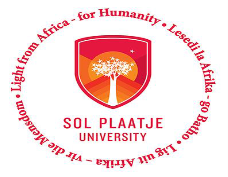 Light from Africa - for Humanity • Lesedi la Afrika - go Batho • Lig uit Afrika - vir die Mensdom •
SOL PLAATJE
UNIVERSITY